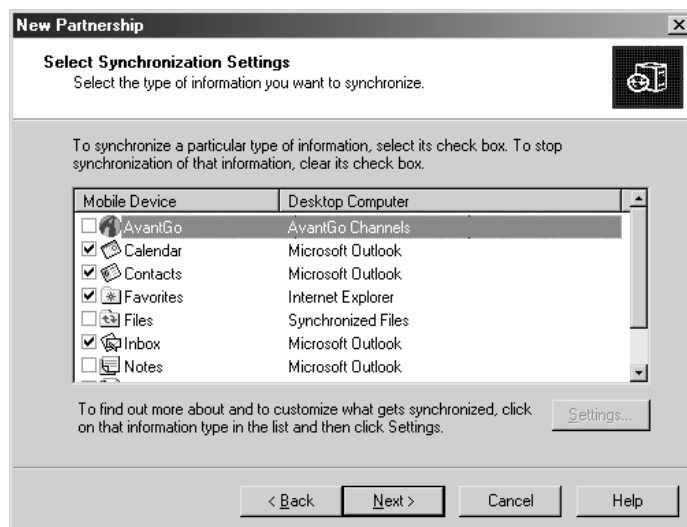 New Partnership
Select Synchronization Settings
Select the type of information you want to synchronize.
To synchronize a particular type of information, select its check box. To stop
synchronization of that information, clear its check box.
Mobile Device Desktop Computer
AvantGo AvantGo Channels
Calendar Microsoft Outlook
Contacts Microsoft Outlook
Favorites Internet Explorer
Files Synchronized Files
Inbox Microsoft Outlook
Notes Microsoft Outlook
To find out more about and to customize what gets synchronized, click
on that information type in the list and then click Settings.
Settings...
< Back Next > Cancel Help